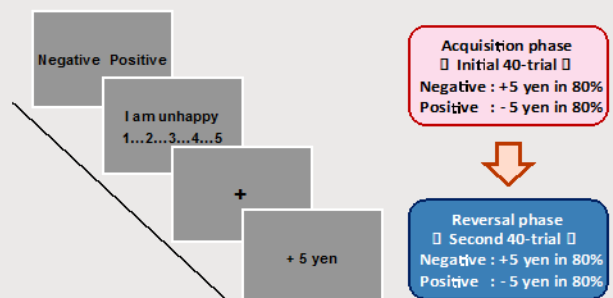 Negative Positive
I am unhappy
1...2...3...4...5
+
+ 5 yen
Acquisition phase
▯ Initial 40-trial ▯
Negative : +5 yen in 80%
Positive : - 5 yen in 80%
Reversal phase
▯ Second 40-trial ▯
Negative : +5 yen in 80%
Positive : - 5 yen in 80%